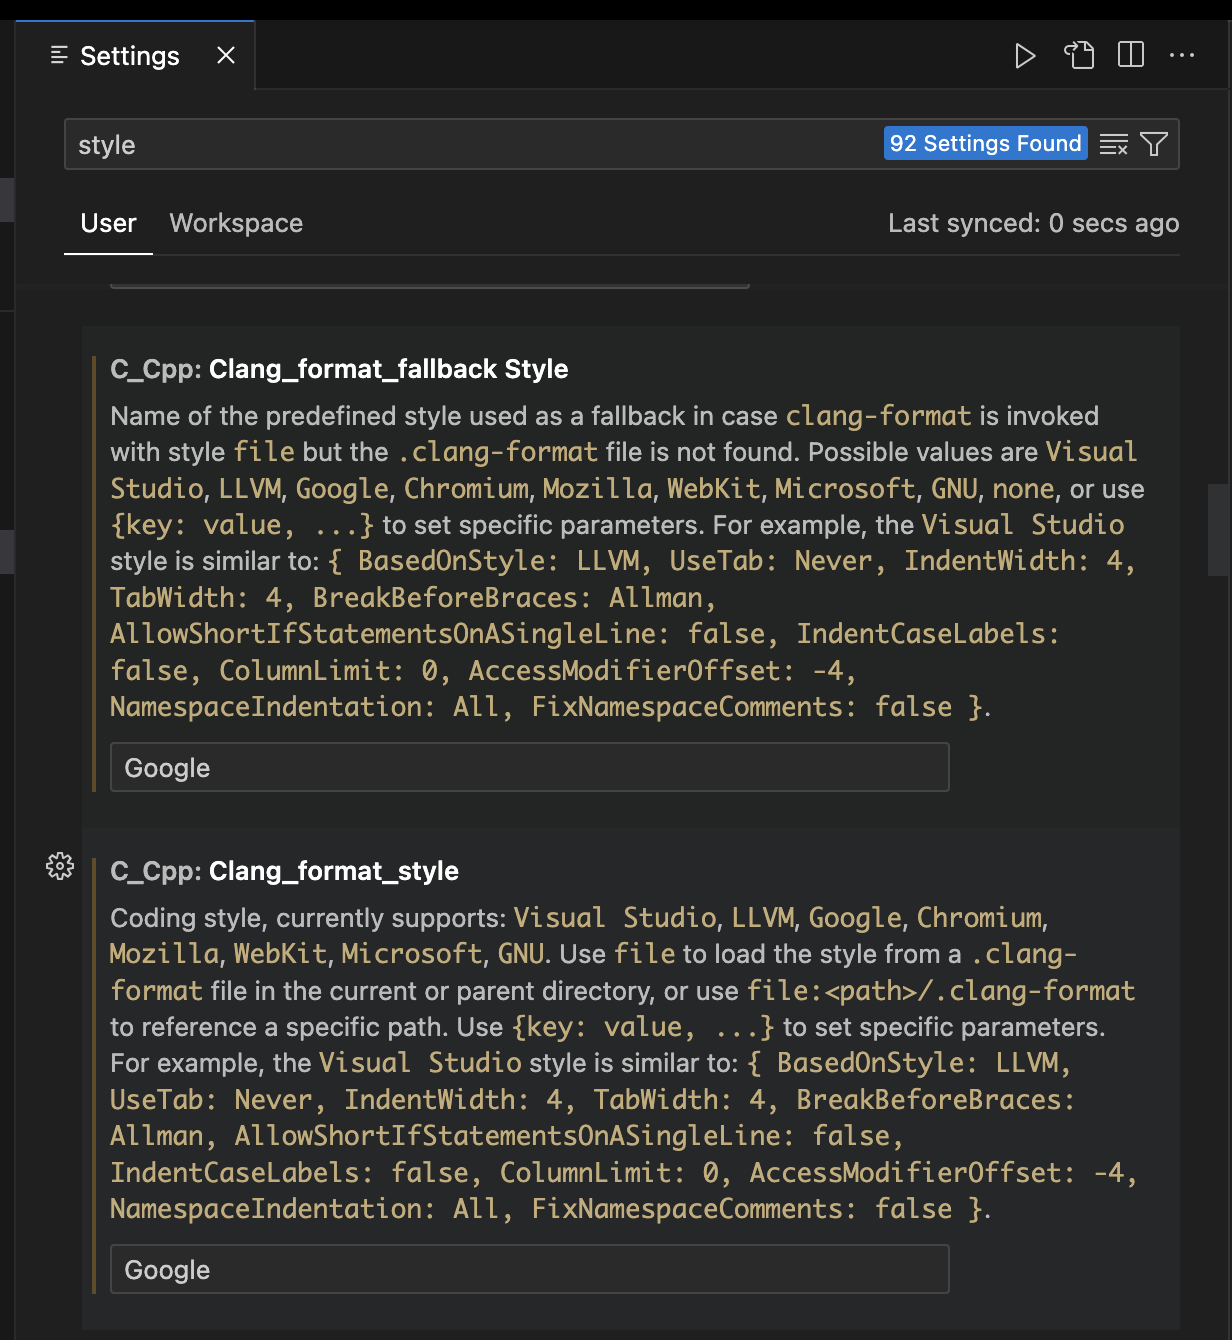 Settings
style
92 Settings Found
User Workspace Last synced: 0 secs ago
C_Cpp: Clang_format_fallback Style
Name of the predefined style used as a fallback in case clang-format is invoked
with style file but the .clang-format file is not found. Possible values are Visual
Studio, LLVM, Google, Chromium, Mozilla, WebKit, Microsoft, GNU, none, or use
{key: value, ...} to set specific parameters. For example, the Visual Studio
style is similar to: { BasedOnStyle: LLVM, UseTab: Never, IndentWidth: 4,
TabWidth: 4, BreakBeforeBraces: Allman,
AllowShortIfStatementsOnASingleLine: false, IndentCaseLabels:
false, ColumnLimit: 0, AccessModifierOffset: -4,
NamespaceIndentation: All, FixNamespaceComments: false }.
Google
C_Cpp: Clang_format_style
Coding style, currently supports: Visual Studio, LLVM, Google, Chromium,
Mozilla, WebKit, Microsoft, GNU. Use file to load the style from a .clang-
format file in the current or parent directory, or use file:<path>/.clang-format
to reference a specific path. Use {key: value, ...} to set specific parameters.
For example, the Visual Studio style is similar to: { BasedOnStyle: LLVM,
UseTab: Never, IndentWidth: 4, TabWidth: 4, BreakBeforeBraces:
Allman, AllowShortIfStatementsOnASingleLine: false,
IndentCaseLabels: false, ColumnLimit: 0, AccessModifierOffset: -4,
NamespaceIndentation: All, FixNamespaceComments: false }.
Google